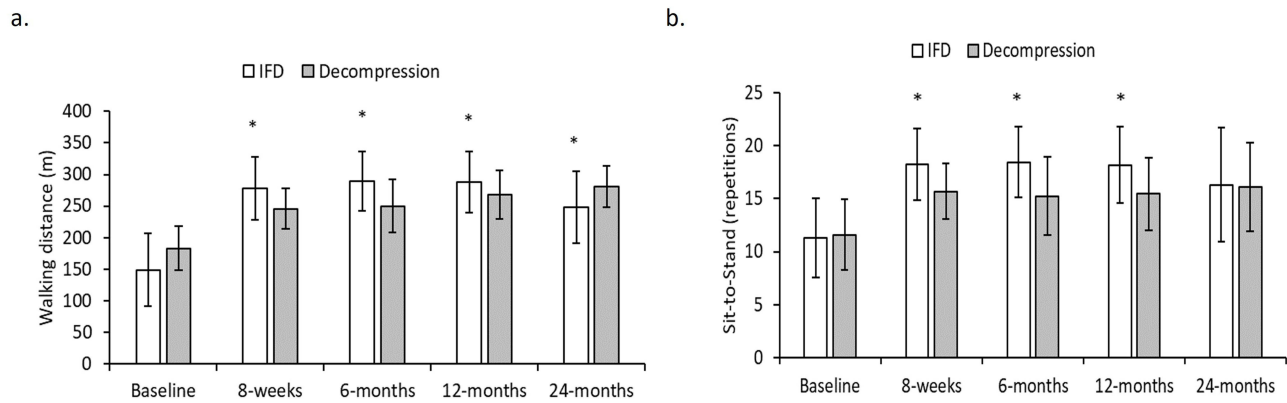 a.
IFD Decompression
Walking distance (m)
400
350
300
250
200
150
100
50
0
* * * *
Baseline 8-weeks 6-months 12-months 24-months
b.
IFD Decompression
Sit-to-Stand (repetitions)
25
20
15
10
5
0
* * *
Baseline 8-weeks 6-months 12-months 24-months